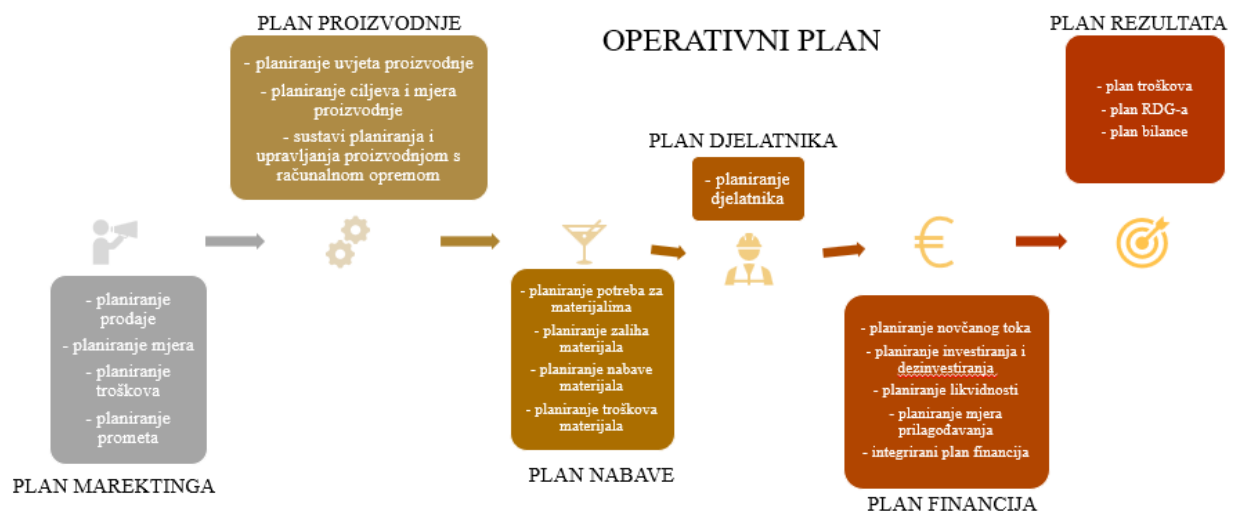 OPERATIVNI PLAN
PLAN MAREKTINGA
- planiranje
prodaje
- planiranje mjera
- planiranje
troškova
- planiranje
prometa
PLAN PROIZVODNJE
- planiranje uvjeta proizvodnje
- planiranje ciljeva i mjera
proizvodnje
- sustavi planiranja i
upravljanja proizvodnjom s
računalnom opremom
PLAN NABAVE
- planiranje potreba za
materijalima
- planiranje zaliha
materijala
- planiranje nabave
materijala
- planiranje troškova
materijala
PLAN DJELATNIKA
- planiranje
djelatnika
PLAN FINANCIJA
- planiranje novčanog toka
- planiranje investiranja i
dezinvestiranja
- planiranje likvidnosti
- planiranje mjera
prilagođavanja
- integrirani plan financija
PLAN REZULTATA
- plan troškova
- plan RDG-a
- plan bilance